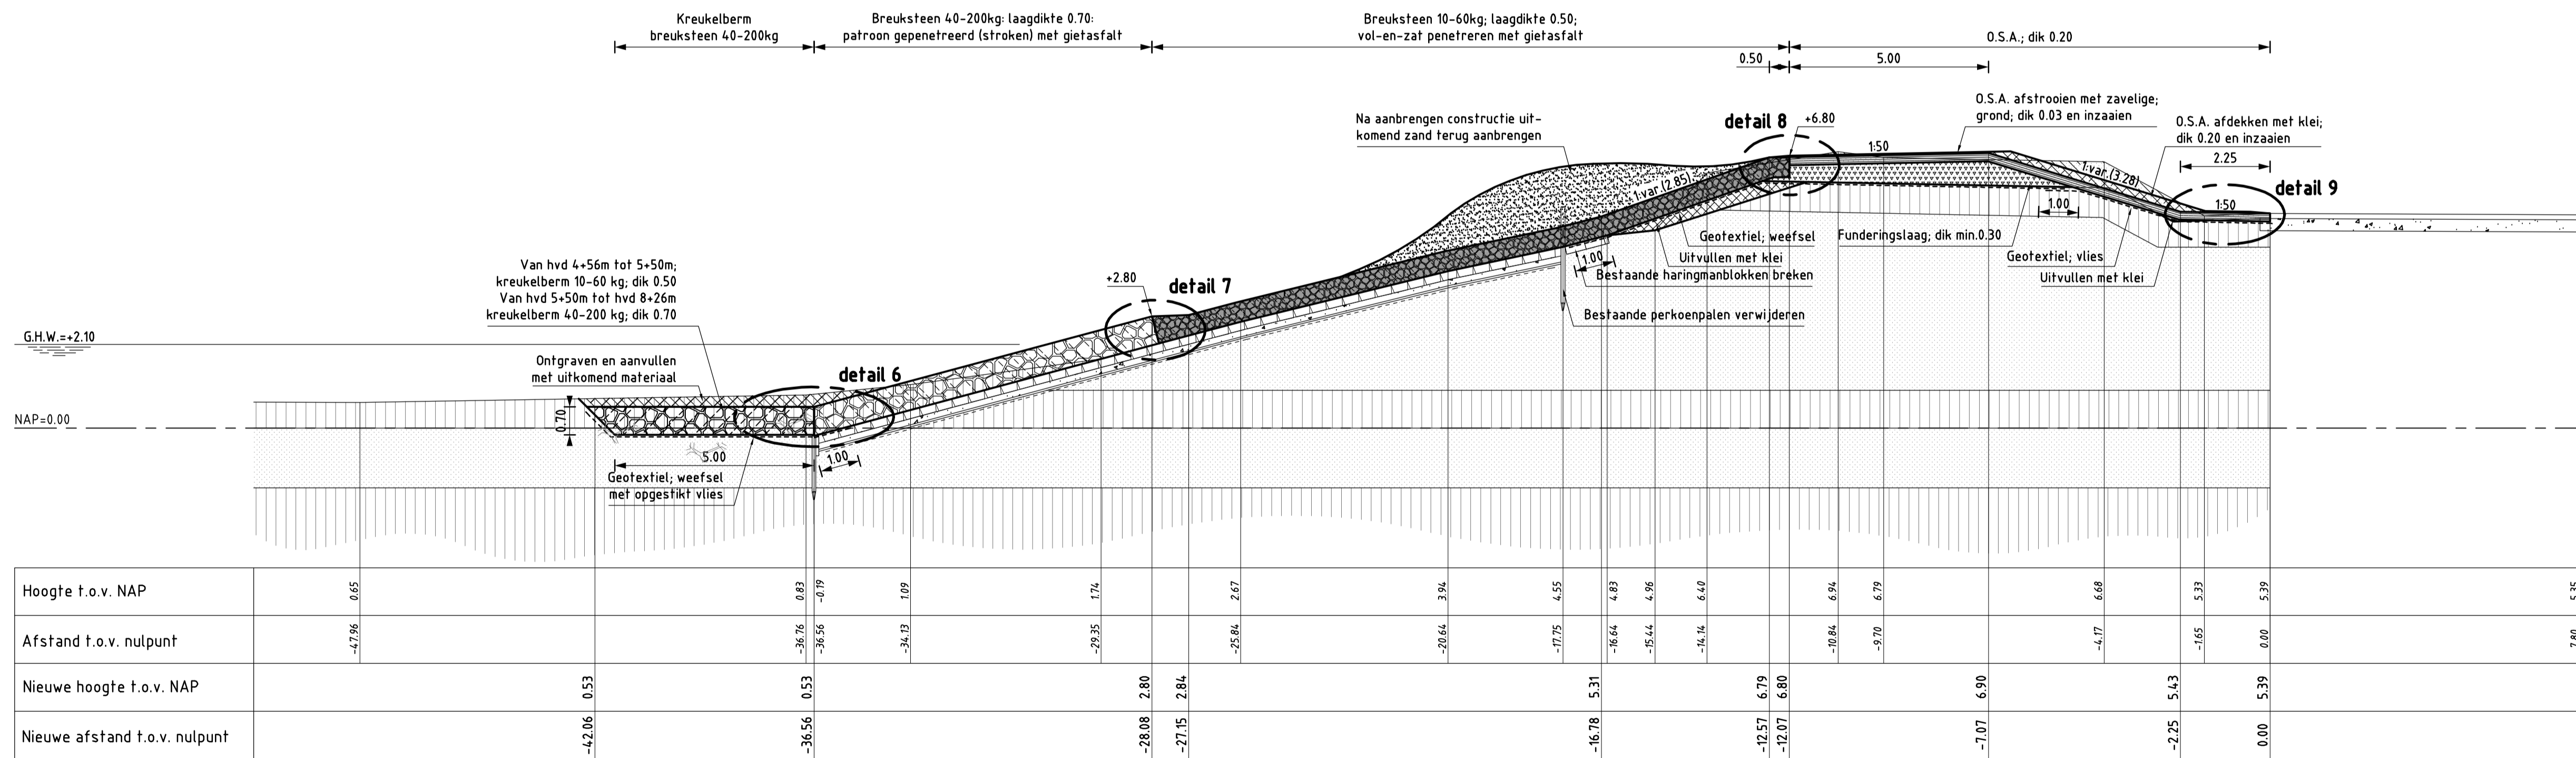 Kreukelberm
breuksteen 40-200kg
Breuksteen 40-200kg: laagdikte 0.70:
patroon gepenetreerd (stroken) met gietasfalt
Breuksteen 10-60kg; laagdikte 0.50;
vol-en-zat penetreren met gietasfalt
O.S.A.; dik 0.20
0.50
5.00
Na aanbrengen constructie uit-
komend zand terug aanbrengen
detail 8
+6.80
O.S.A. afstrooien met zavelige;
grond; dik 0.03 en inzaaien
O.S.A. afdekken met klei;
dik 0.20 en inzaaien
2.25
1:50
1:var.(2.85)
1:var.(3.28)
detail 9
1:50
1.00
Geotextiel; weefsel
Funderingslaag; dik min.0.30
Uitvullen met klei
Geotextiel; vlies
1.00
Bestaande haringmanblokken breken
Uitvullen met klei
Bestaande perkoenpalen verwijderen
Van hvd 4+56m tot 5+50m;
kreukelberm 10-60 kg; dik 0.50
Van hvd 5+50m tot hvd 8+26m
kreukelberm 40-200 kg; dik 0.70
+2.80
detail 7
G.H.W.=+2.10
Ontgraven en aanvullen
met uitkomend materiaal
detail 6
NAP=0.00
0.70
5.00
1.00
Geotextiel; weefsel
met opgestikt vlies
Hoogte t.o.v. NAP
0.65
0.83
-0.19
1.09
1.74
2.67
3.94
4.55
4.83
4.96
6.40
6.94
6.79
6.68
5.33
5.39
Afstand t.o.v. nulpunt
-47.96
-36.76
-36.56
-34.13
-29.35
-25.84
-20.64
-17.75
-16.64
-15.44
-14.14
-10.84
-9.70
-4.17
-1.65
0.00
Nieuwe hoogte t.o.v. NAP
0.53
0.53
2.80
2.84
5.31
6.79
6.80
6.90
5.43
5.39
Nieuwe afstand t.o.v. nulpunt
-42.06
-36.56
-28.08
-27.15
-16.78
-12.57
-12.07
-7.07
-2.25
0.00